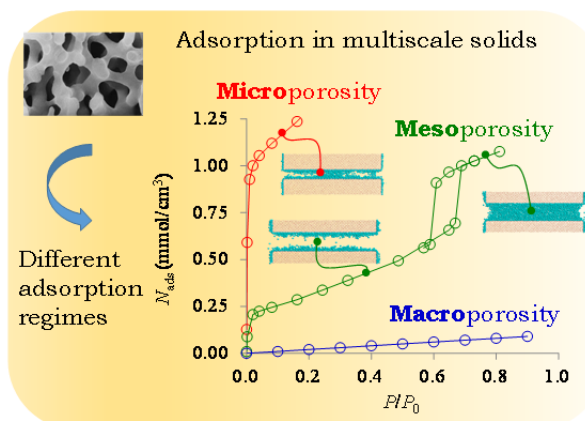 Adsorption in multiscale solids
Microporosity
Mesoporosity
Different
adsorption
regimes
Macroporosity
N_ads (mmol/cm³)
1.25
1.00
0.75
0.50
0.25
0.00
0.0 0.2 0.4 0.6 0.8 1.0
P/P₀